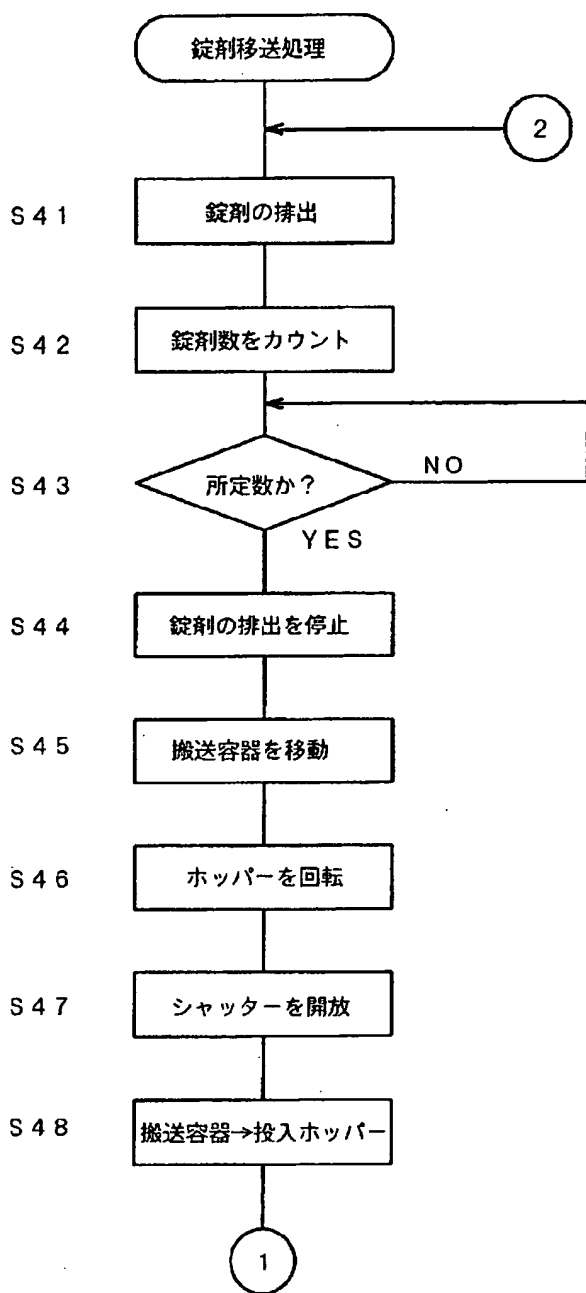 錠剤移送処理
2
S41 錠剤の排出
S42 錠剤数をカウント
S43 所定数か？ NO
YES
S44 錠剤の排出を停止
S45 搬送容器を移動
S46 ホッパーを回転
S47 シャッターを開放
S48 搬送容器→投入ホッパー
1